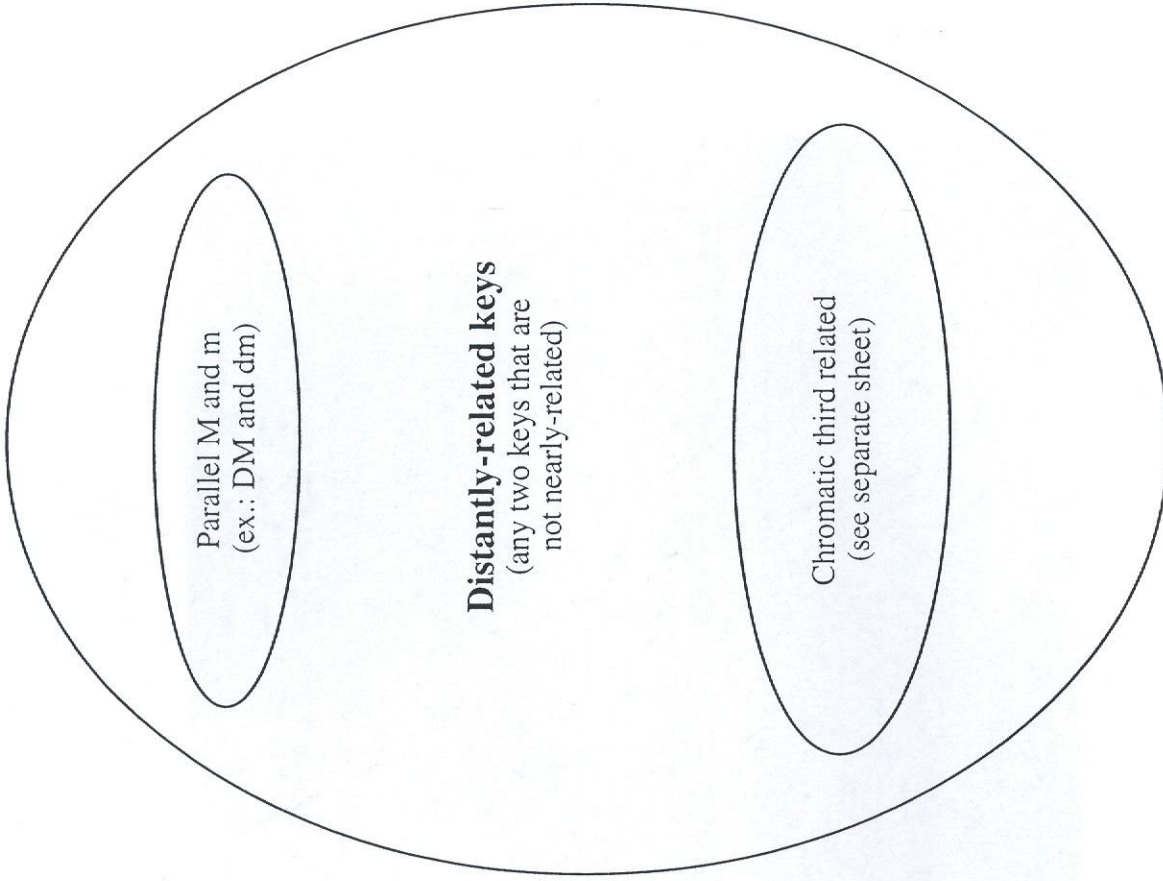 Parallel M and m
(ex.: DM and dm)
Distantly-related keys
(any two keys that are
not nearly-related)
Chromatic third related
(see separate sheet)